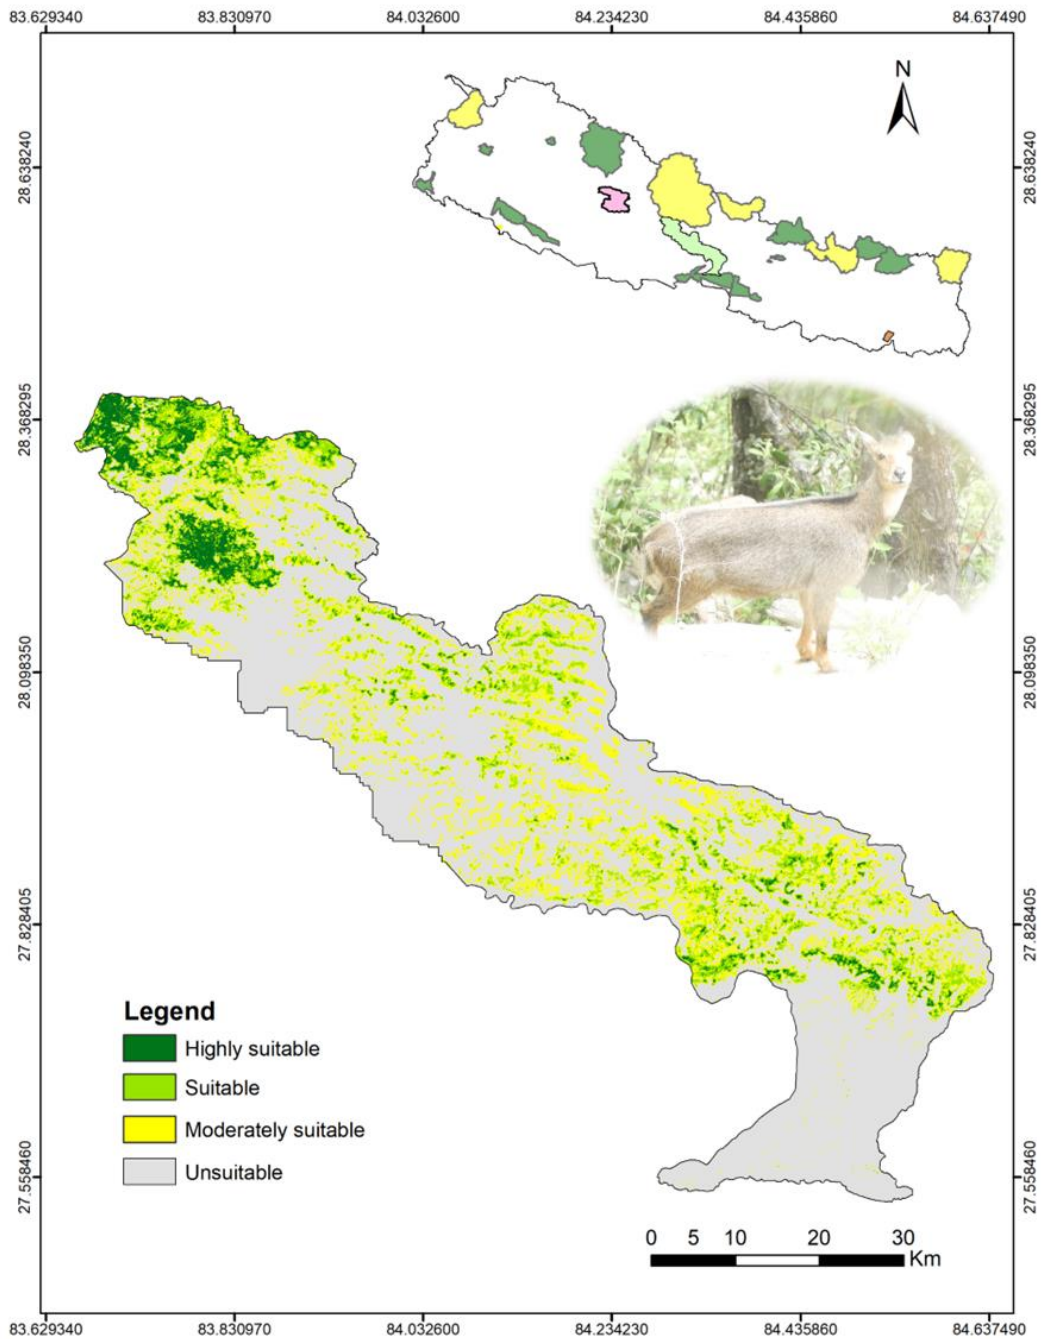 83.629340 83.830970 84.032600 84.234230 84.435860 84.637490
N
28.638240 28.638240
28.368295 28.368295
28.098350 28.098350
27.828405 27.828405
Legend
Highly suitable
Suitable
Moderately suitable
Unsuitable
27.558460 27.558460
0 5 10 20 30
Km
83.629340 83.830970 84.032600 84.234230 84.435860 84.637490